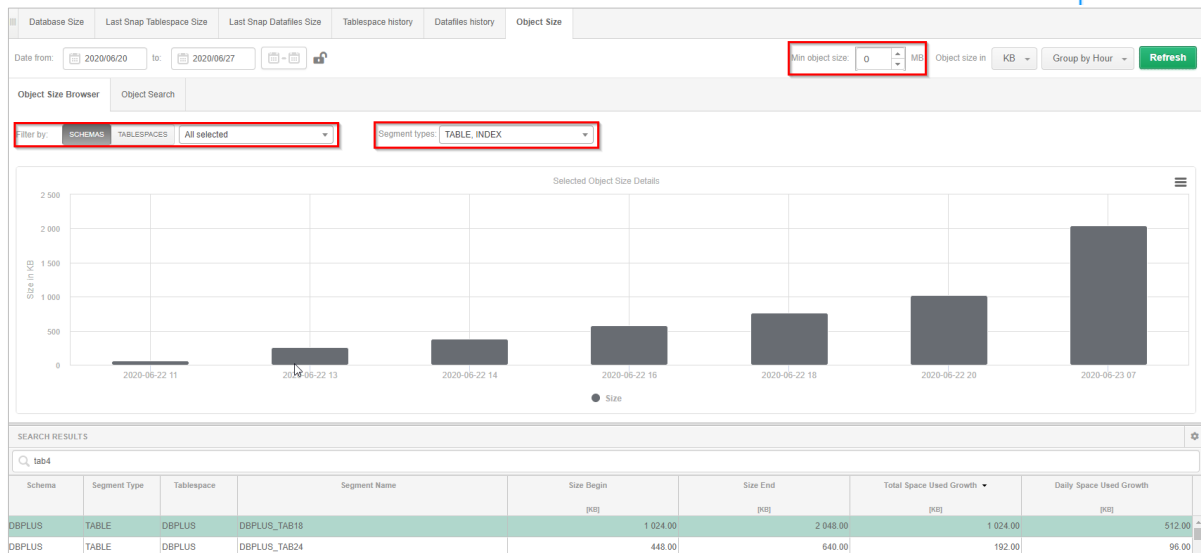 Database Size Last Snap Tablespace Size Last Snap Datafiles Size Tablespace history Datafiles history Object Size
Date from: 2020/06/20 to: 2020/06/27 Min object size: 0 MB Object size in KB Group by Hour Refresh
Object Size Browser Object Search
Filter by: SCHEMAS TABLESPACES All selected Segment types: TABLE, INDEX
Selected Object Size Details
2 500
2 000
1 500
1 000
500
0
Size in KB
2020-06-22 11 2020-06-22 13 2020-06-22 14 2020-06-22 16 2020-06-22 18 2020-06-22 20 2020-06-23 07
Size
SEARCH RESULTS
tab4
Schema Segment Type Tablespace Segment Name Size Begin Size End Total Space Used Growth Daily Space Used Growth
[KB] [KB] [KB] [KB]
DBPLUS TABLE DBPLUS DBPLUS_TAB18 1 024.00 2 048.00 1 024.00 512.00
DBPLUS TABLE DBPLUS DBPLUS_TAB24 448.00 640.00 192.00 96.00